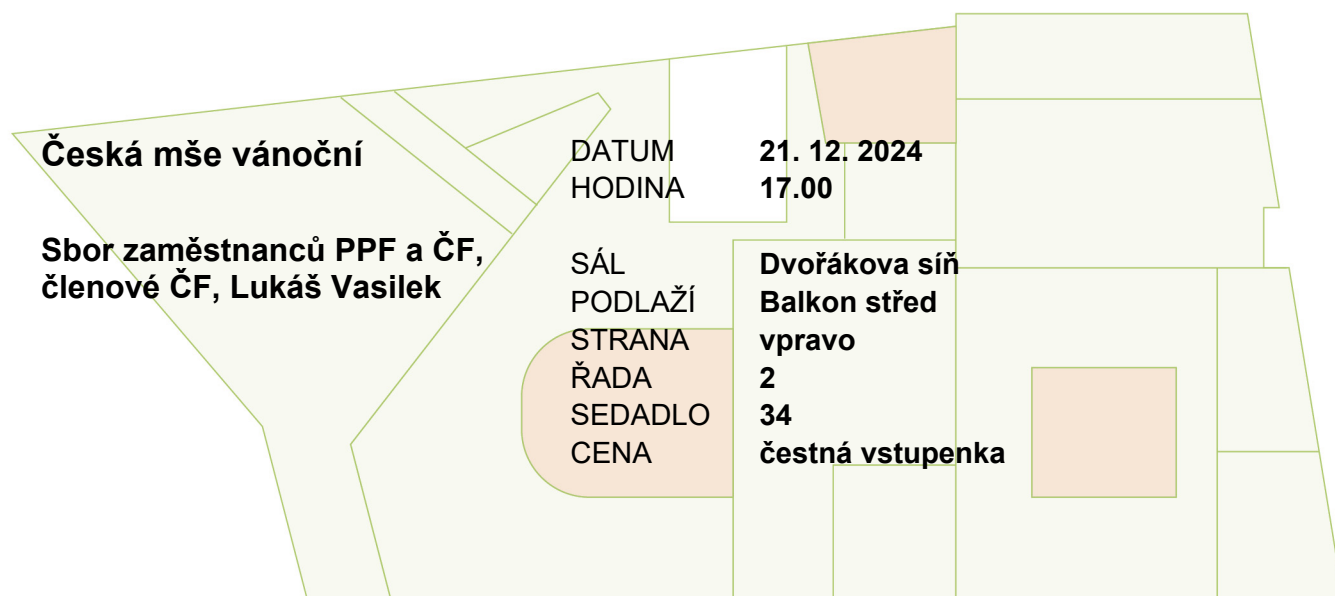 Česká mše vánoční
Sbor zaměstnanců PPF a ČF,
členové ČF, Lukáš Vasilek
DATUM 21. 12. 2024
HODINA 17.00
SÁL Dvořákova síň
PODLAŽÍ Balkon střed
STRANA vpravo
ŘADA 2
SEDADLO 34
CENA čestná vstupenka